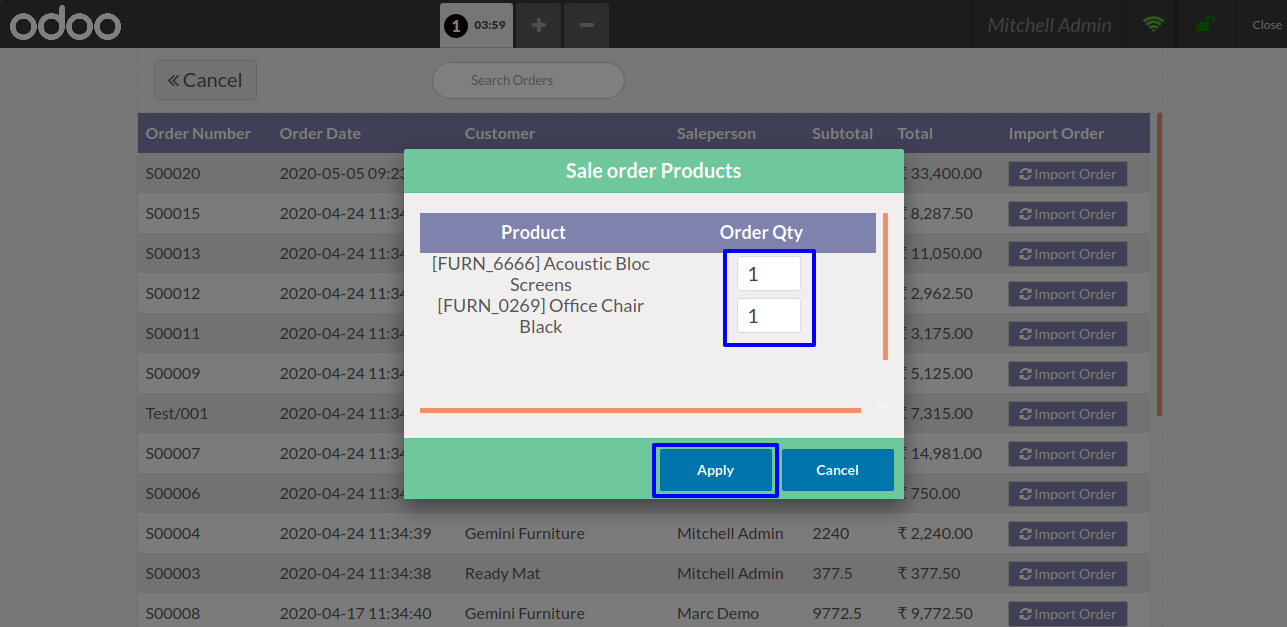 odoo
1 03:59
Mitchell Admin
Close
Cancel
Search Orders
Order Number Order Date Customer Saleperson Subtotal Total Import Order
S00020 2020-05-05 09:23 ₹ 33,400.00 Import Order
S00015 2020-04-24 11:34 ₹ 8,287.50 Import Order
S00013 2020-04-24 11:34 ₹ 11,050.00 Import Order
S00012 2020-04-24 11:34 ₹ 2,962.50 Import Order
S00011 2020-04-24 11:34 ₹ 3,175.00 Import Order
S00009 2020-04-24 11:34 ₹ 5,125.00 Import Order
Test/001 2020-04-24 11:34 ₹ 7,315.00 Import Order
S00007 2020-04-24 11:34 ₹ 14,981.00 Import Order
S00006 2020-04-24 11:34 ₹ 750.00 Import Order
S00004 2020-04-24 11:34:39 Gemini Furniture Mitchell Admin 2240 ₹ 2,240.00 Import Order
S00003 2020-04-24 11:34:38 Ready Mat Mitchell Admin 377.5 ₹ 377.50 Import Order
S00008 2020-04-17 11:34:40 Gemini Furniture Marc Demo 9772.5 ₹ 9,772.50 Import Order
Sale order Products
Product Order Qty
[FURN_6666] Acoustic Bloc
Screens
1
[FURN_0269] Office Chair
Black
1
Apply Cancel